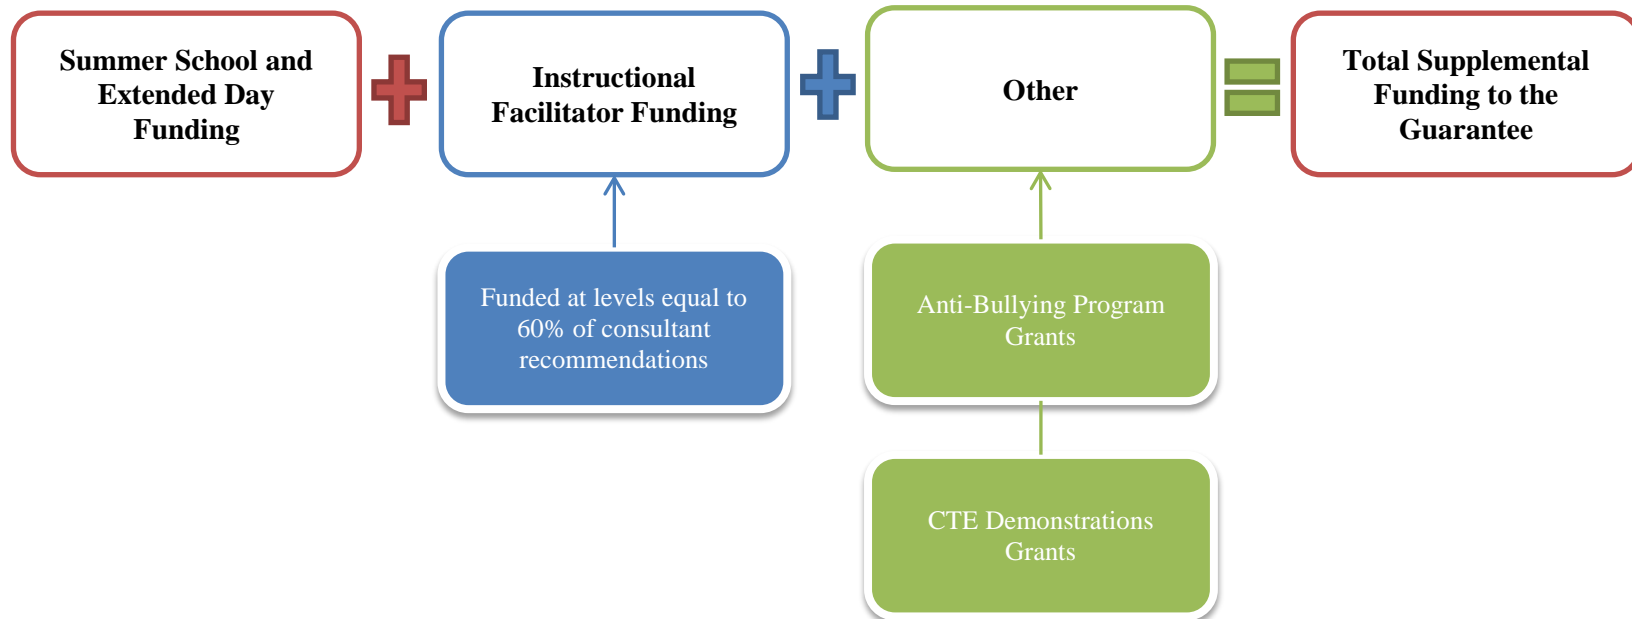 Summer School and
Extended Day
Funding
Instructional
Facilitator Funding
Other
Total Supplemental
Funding to the
Guarantee
Funded at levels equal to
60% of consultant
recommendations
Anti-Bullying Program
Grants
CTE Demonstrations
Grants